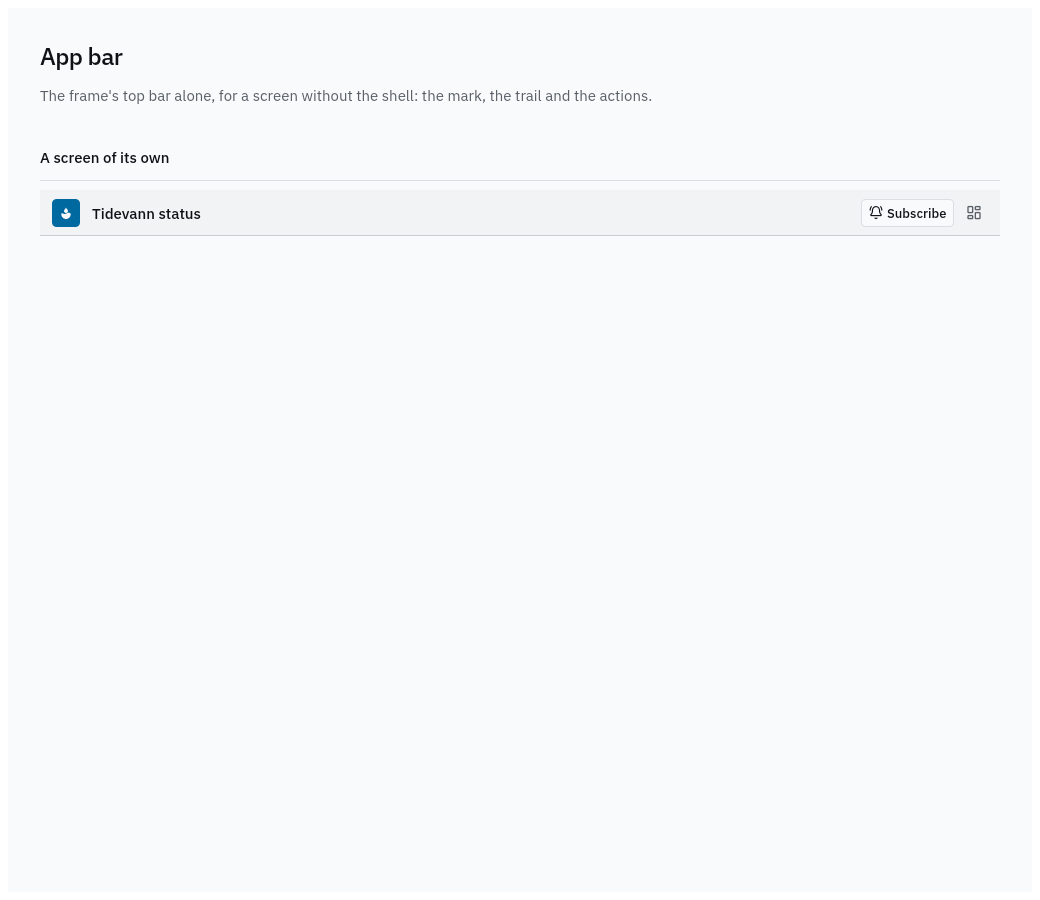 App bar
The frame's top bar alone, for a screen without the shell: the mark, the trail and the actions.
A screen of its own
Tidevann status
Subscribe